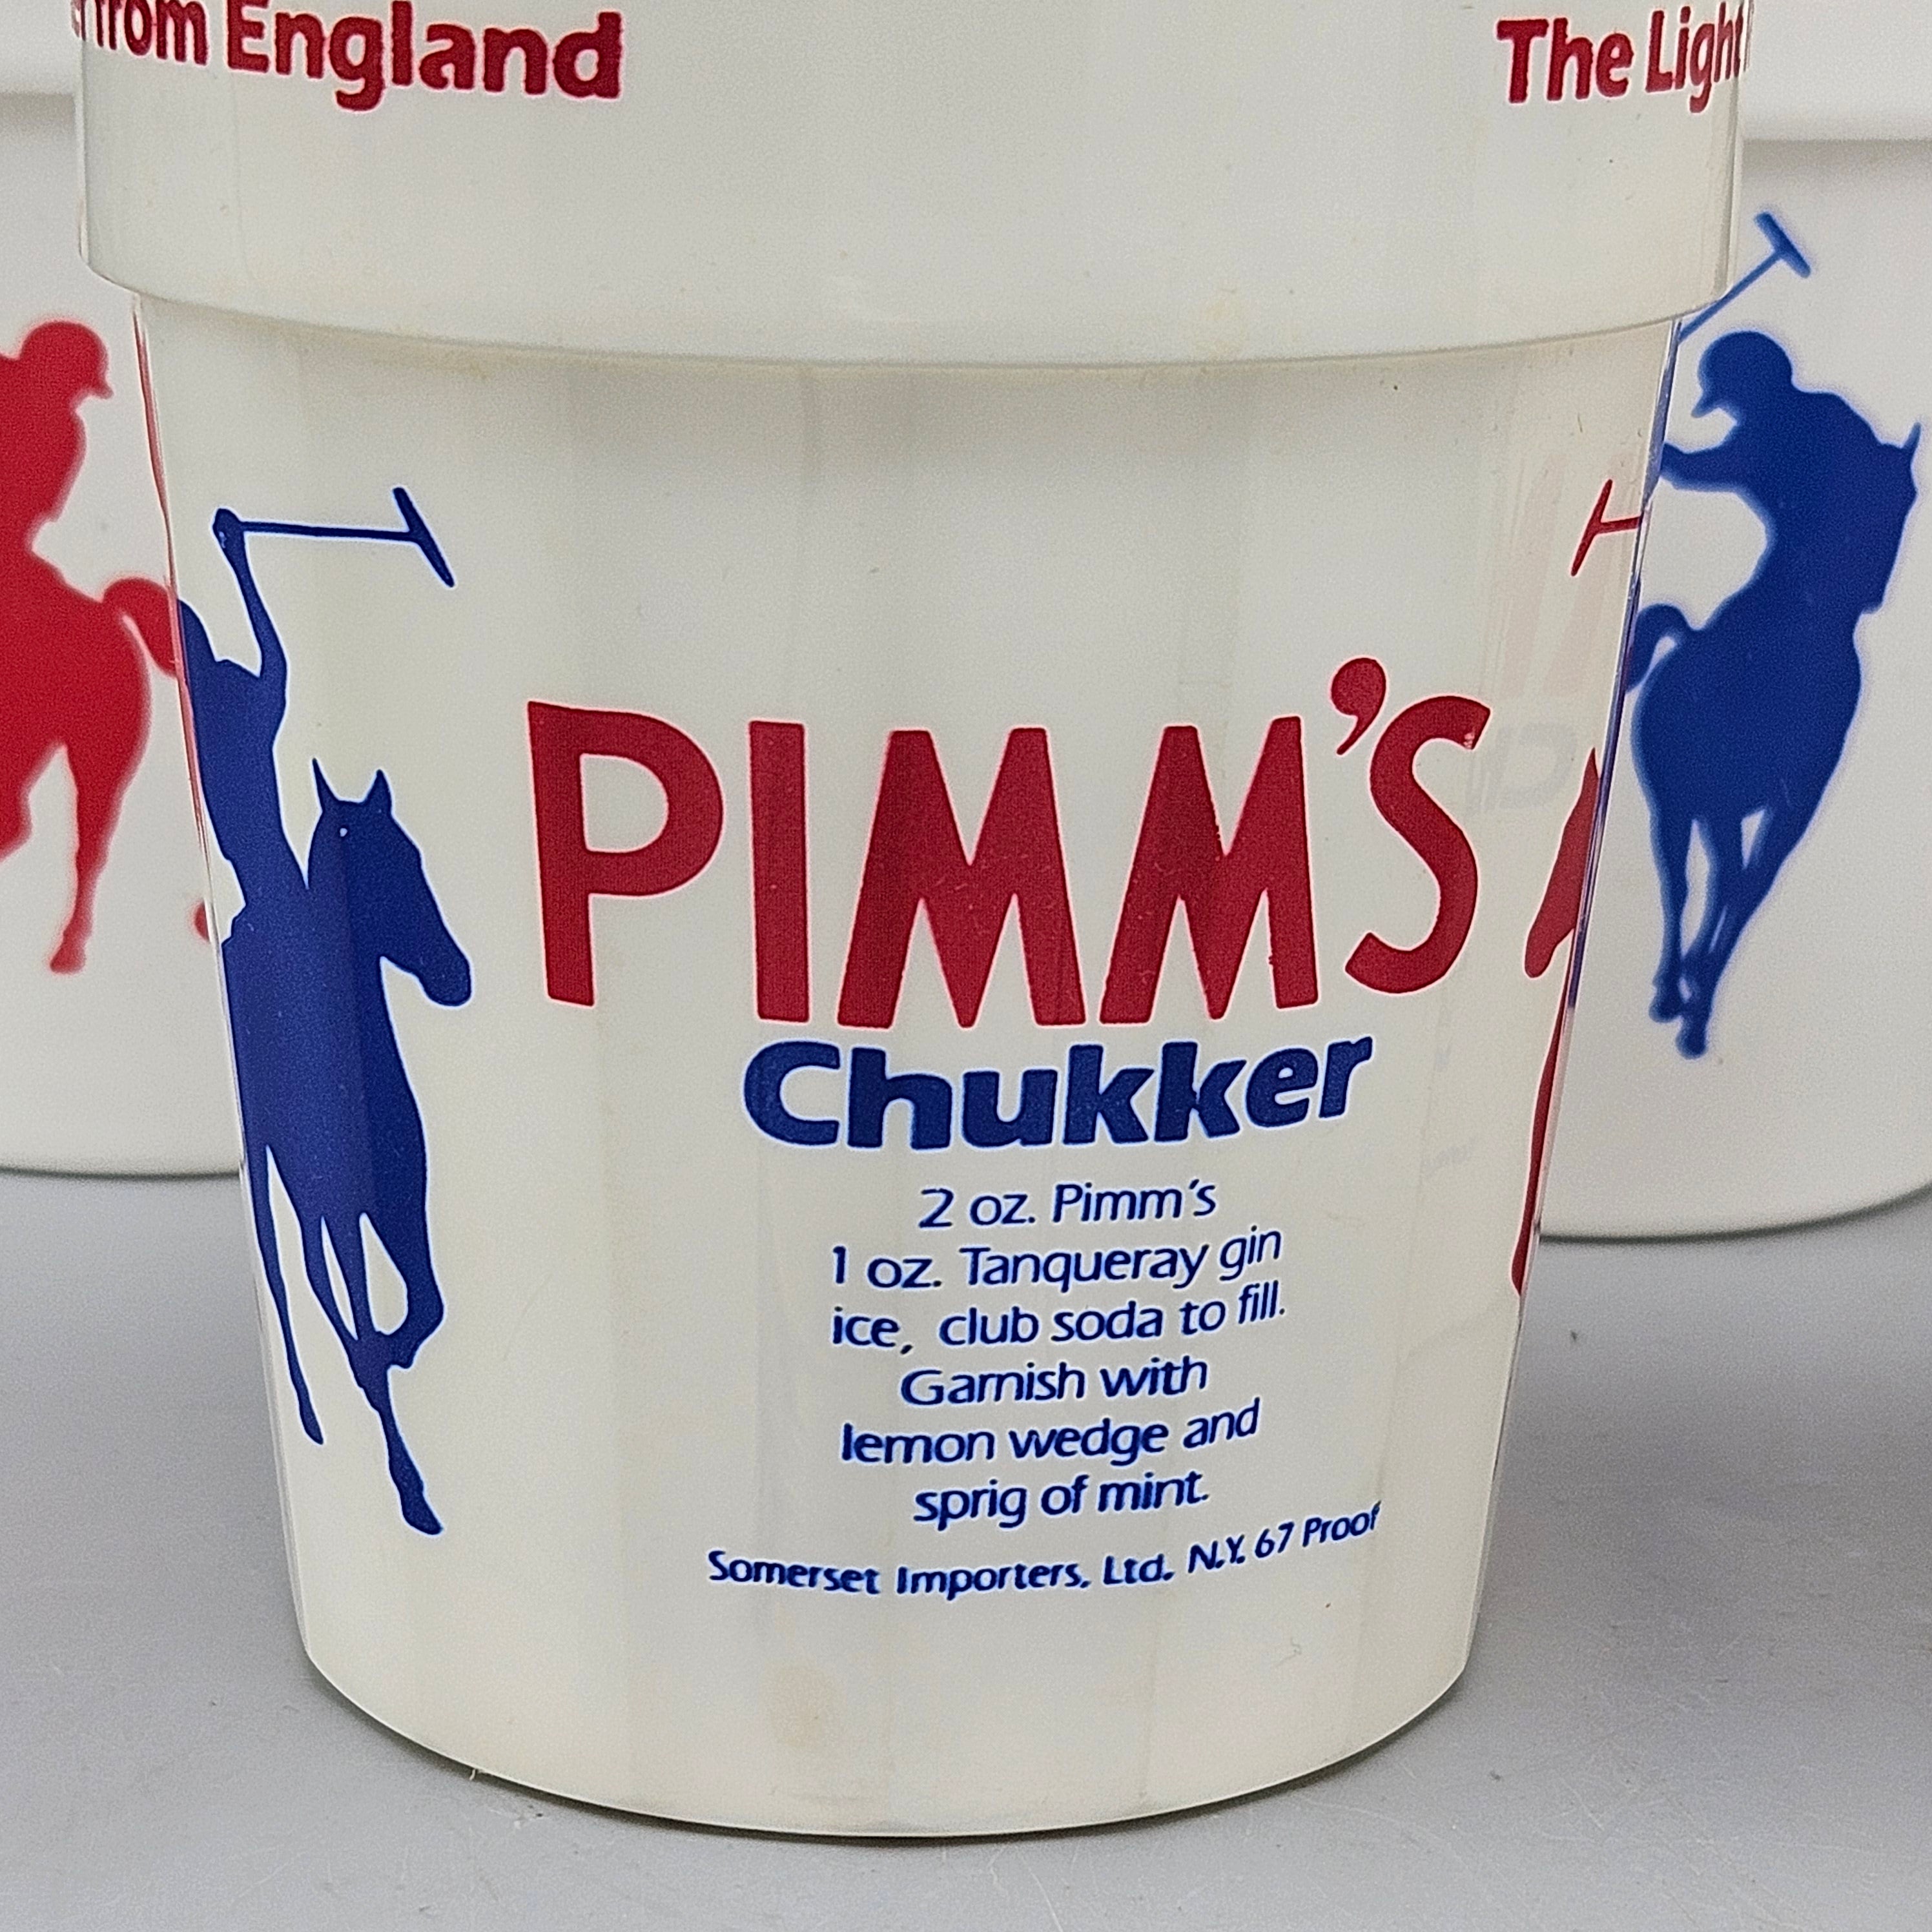 from England
The Light
PIMM'S
Chukker
2 oz. Pimm's
1 oz. Tanqueray gin
ice, club soda to fill.
Garnish with
lemon wedge and
sprig of mint.
Somerset Importers, Ltd. N.Y. 67 Proof